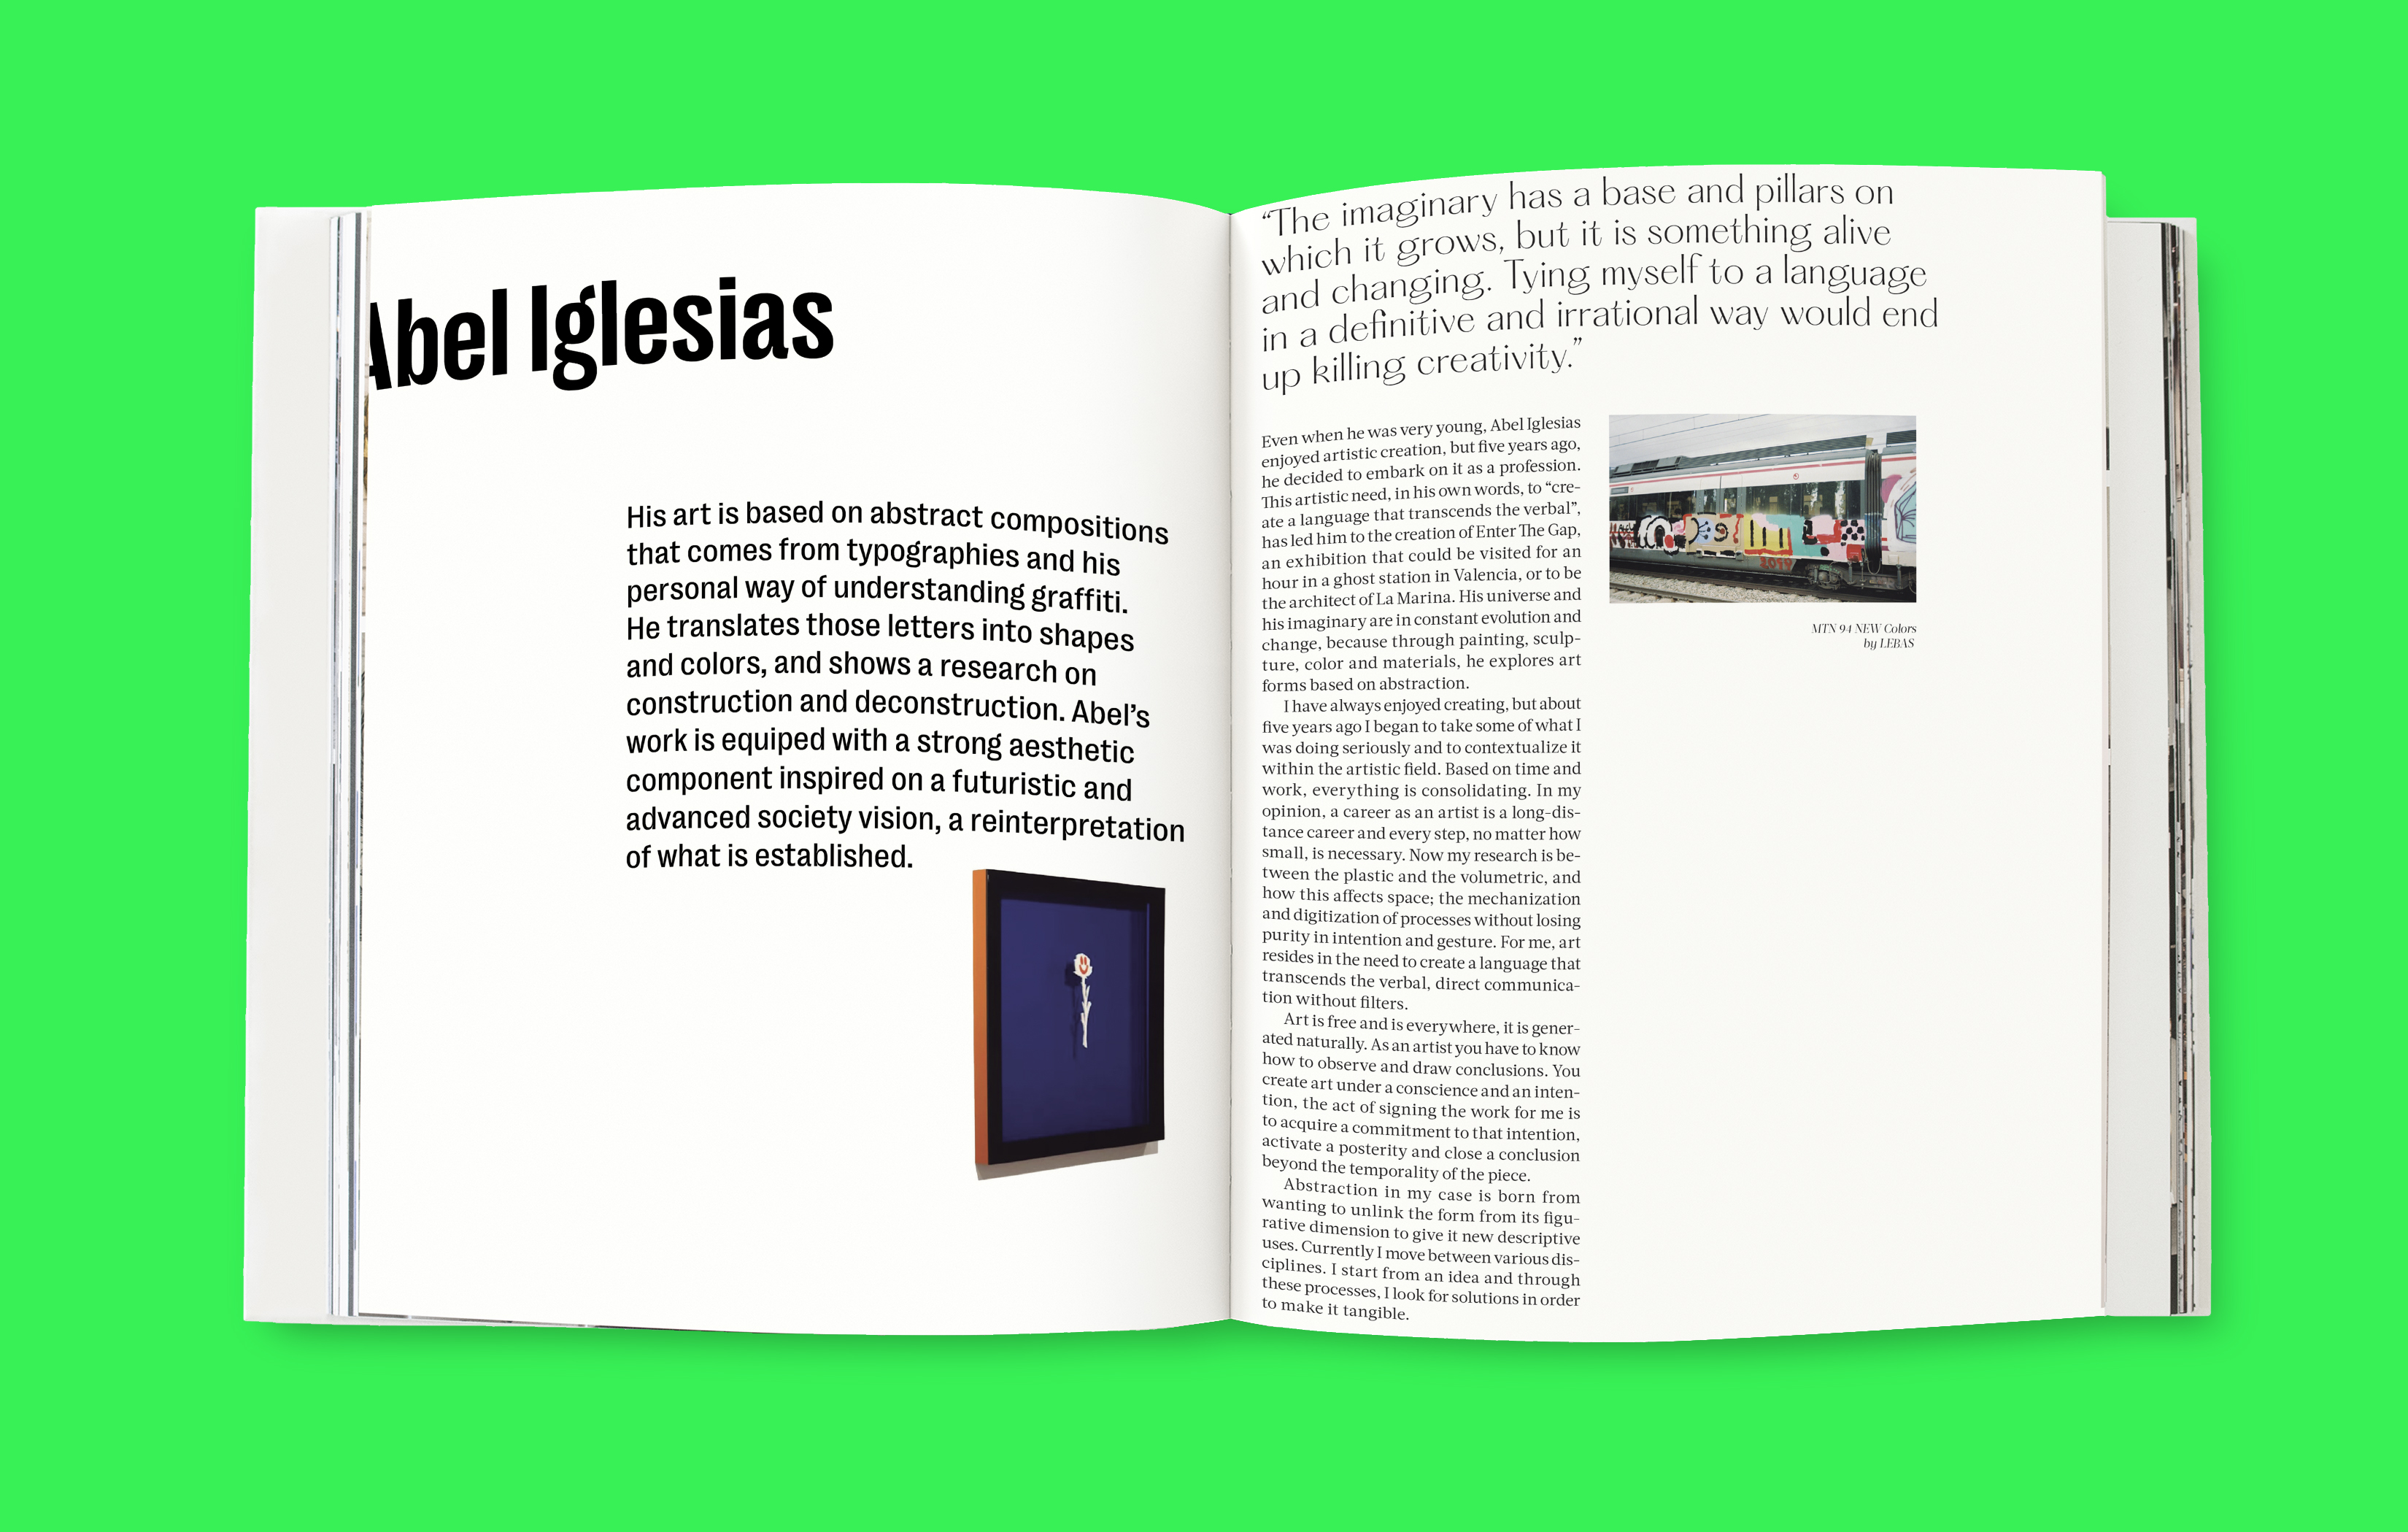 Abel Iglesias
His art is based on abstract compositions
that comes from typographies and his
personal way of understanding graffiti.
He translates those letters into shapes
and colors, and shows a research on
construction and deconstruction. Abel’s
work is equiped with a strong aesthetic
component inspired on a futuristic and
advanced society vision, a reinterpretation
of what is established.
“The imaginary has a base and pillars on
which it grows, but it is something alive
and changing. Tying myself to a language
in a definitive and irrational way would end
up killing creativity.”
Even when he was very young, Abel Iglesias
enjoyed artistic creation, but five years ago,
he decided to embark on it as a profession.
This artistic need, in his own words, to “cre-
ate a language that transcends the verbal”,
has led him to the creation of Enter The Gap,
an exhibition that could be visited for an
hour in a ghost station in Valencia, or to be
the architect of La Marina. His universe and
his imaginary are in constant evolution and
change, because through painting, sculp-
ture, color and materials, he explores art
forms based on abstraction.
I have always enjoyed creating, but about
five years ago I began to take some of what I
was doing seriously and to contextualize it
within the artistic field. Based on time and
work, everything is consolidating. In my
opinion, a career as an artist is a long-dis-
tance career and every step, no matter how
small, is necessary. Now my research is be-
tween the plastic and the volumetric, and
how this affects space; the mechanization
and digitization of processes without losing
purity in intention and gesture. For me, art
resides in the need to create a language that
transcends the verbal, direct communica-
tion without filters.
Art is free and is everywhere, it is gener-
ated naturally. As an artist you have to know
how to observe and draw conclusions. You
create art under a conscience and an inten-
tion, the act of signing the work for me is
to acquire a commitment to that intention,
activate a posterity and close a conclusion
beyond the temporality of the piece.
Abstraction in my case is born from
wanting to unlink the form from its figu-
rative dimension to give it new descriptive
uses. Currently I move between various dis-
ciplines. I start from an idea and through
these processes, I look for solutions in order
to make it tangible.
MTN 94 NEW Colors
by LEBAS